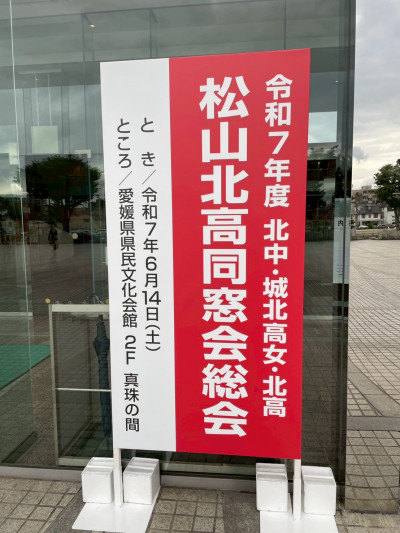 令和7年度 北中・城北高女・北高
松山北高同窓会総会
と き／令和7年6月14日(土)
ところ／愛媛県県民文化会館 2F 真珠の間